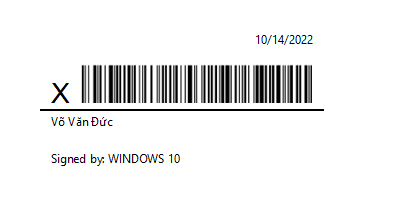 10/14/2022
X
Võ Văn Đức
Signed by: WINDOWS 10